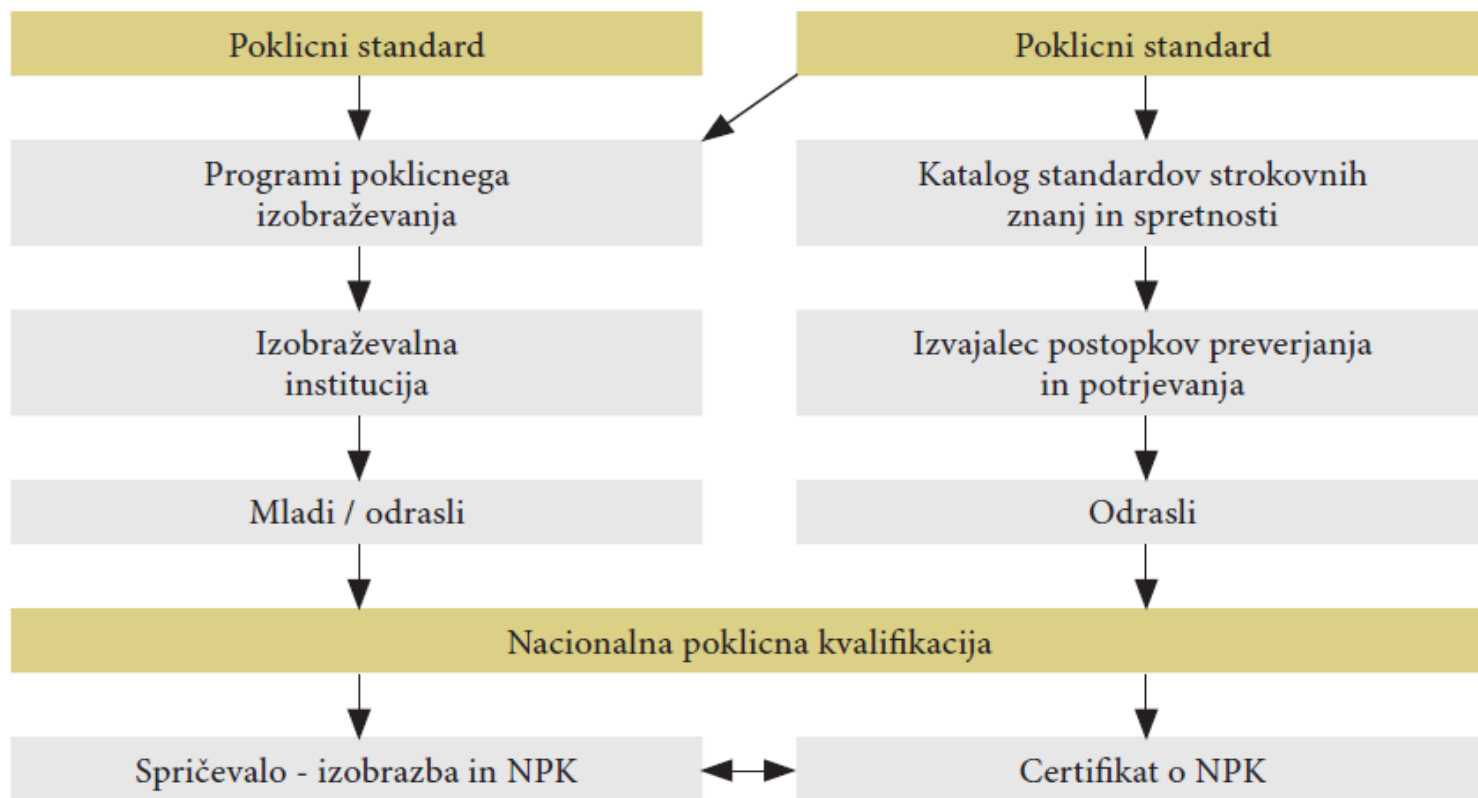 Poklicni standard
Poklicni standard
Programi poklicnega
izobraževanja
Katalog standardov strokovnih
znanj in spretnosti
Izobraževalna
institucija
Izvajalec postopkov preverjanja
in potrjevanja
Mladi / odrasli
Odrasli
Nacionalna poklicna kvalifikacija
Spričevalo - izobrazba in NPK
Certifikat o NPK